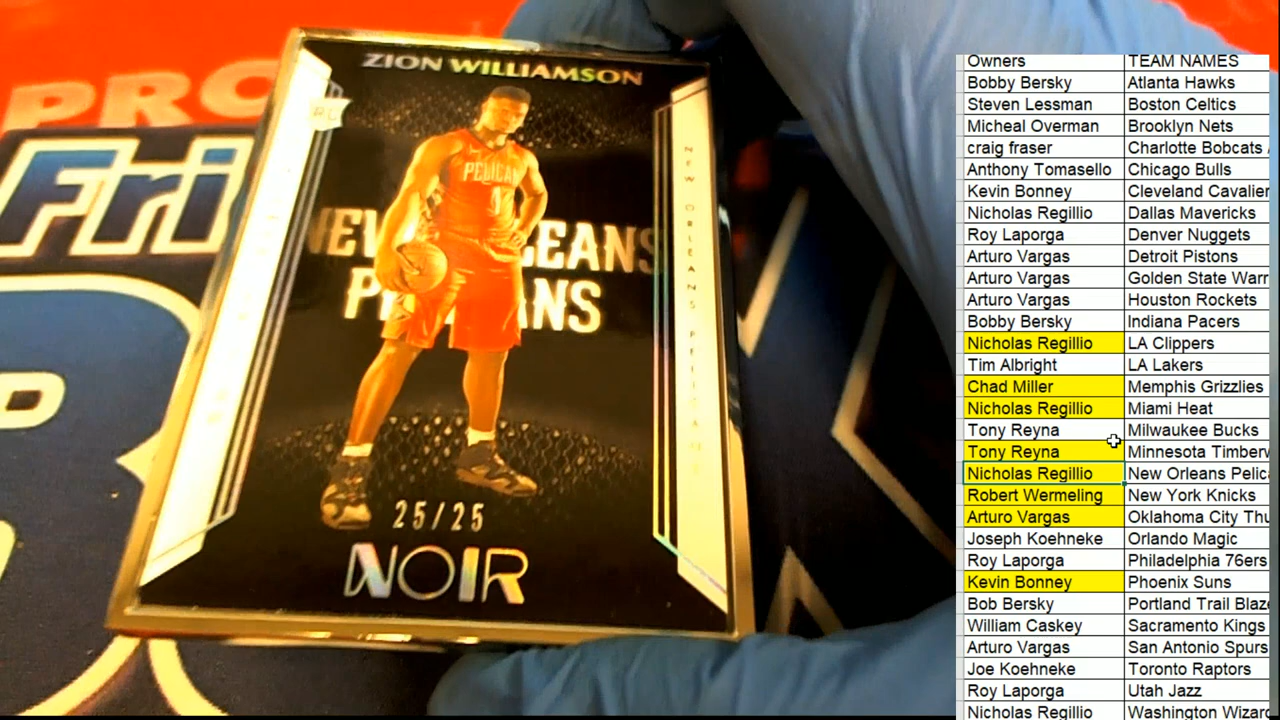 PRO
Fri
P
ZION WILLIAMSON
RC
PELICAN
NEW ORLEANS
PELICANS
NEW ORLEANS PELICANS
25/25
NOIR
Owners TEAM NAMES
Bobby Bersky Atlanta Hawks
Steven Lessman Boston Celtics
Micheal Overman Brooklyn Nets
craig fraser Charlotte Bobcats
Anthony Tomasello Chicago Bulls
Kevin Bonney Cleveland Cavalier
Nicholas Regillio Dallas Mavericks
Roy Laporga Denver Nuggets
Arturo Vargas Detroit Pistons
Arturo Vargas Golden State Warr
Arturo Vargas Houston Rockets
Bobby Bersky Indiana Pacers
Nicholas Regillio LA Clippers
Tim Albright LA Lakers
Chad Miller Memphis Grizzlies
Nicholas Regillio Miami Heat
Tony Reyna Milwaukee Bucks
Tony Reyna Minnesota Timberw
Nicholas Regillio New Orleans Pelica
Robert Wermeling New York Knicks
Arturo Vargas Oklahoma City Thu
Joseph Koehneke Orlando Magic
Roy Laporga Philadelphia 76ers
Kevin Bonney Phoenix Suns
Bob Bersky Portland Trail Blaze
William Caskey Sacramento Kings
Arturo Vargas San Antonio Spurs
Joe Koehneke Toronto Raptors
Roy Laporga Utah Jazz
Nicholas Regillio Washington Wizard